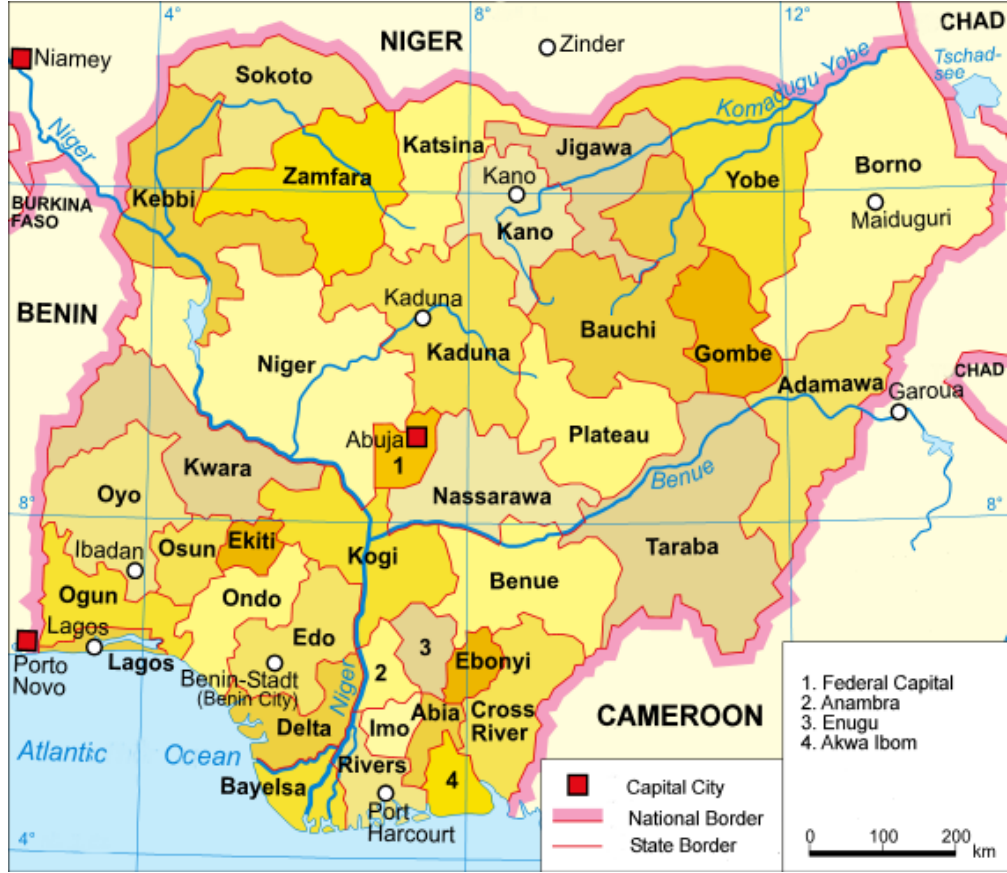 4°
8°
12°
CHAD
NIGER
Zinder
Niamey
Tschad-
see
Sokoto
Komadugu Yobe
Niger
Katsina
Jigawa
Borno
Zamfara
Kano
Yobe
Kebbi
BURKINA
FASO
Maiduguri
Kano
Kaduna
BENIN
Bauchi
Niger
Kaduna
Gombe
CHAD
Adamawa
Garoua
Abuja
Plateau
1
Kwara
Benue
Nassarawa
Oyo
8°
8°
Ekiti
Ibadan
Osun
Kogi
Taraba
Benue
Ogun
Ondo
Lagos
Edo
3
Ebonyi
Porto
Novo
Lagos
2
Benin-Stadt
(Benin City)
Niger
Abia
Cross
River
Imo
Delta
CAMEROON
Atlantic Ocean
Rivers
4
Bayelsa
Port
Harcourt
4°
1. Federal Capital
2. Anambra
3. Enugu
4. Akwa Ibom
Capital City
National Border
State Border
0 100 200
km